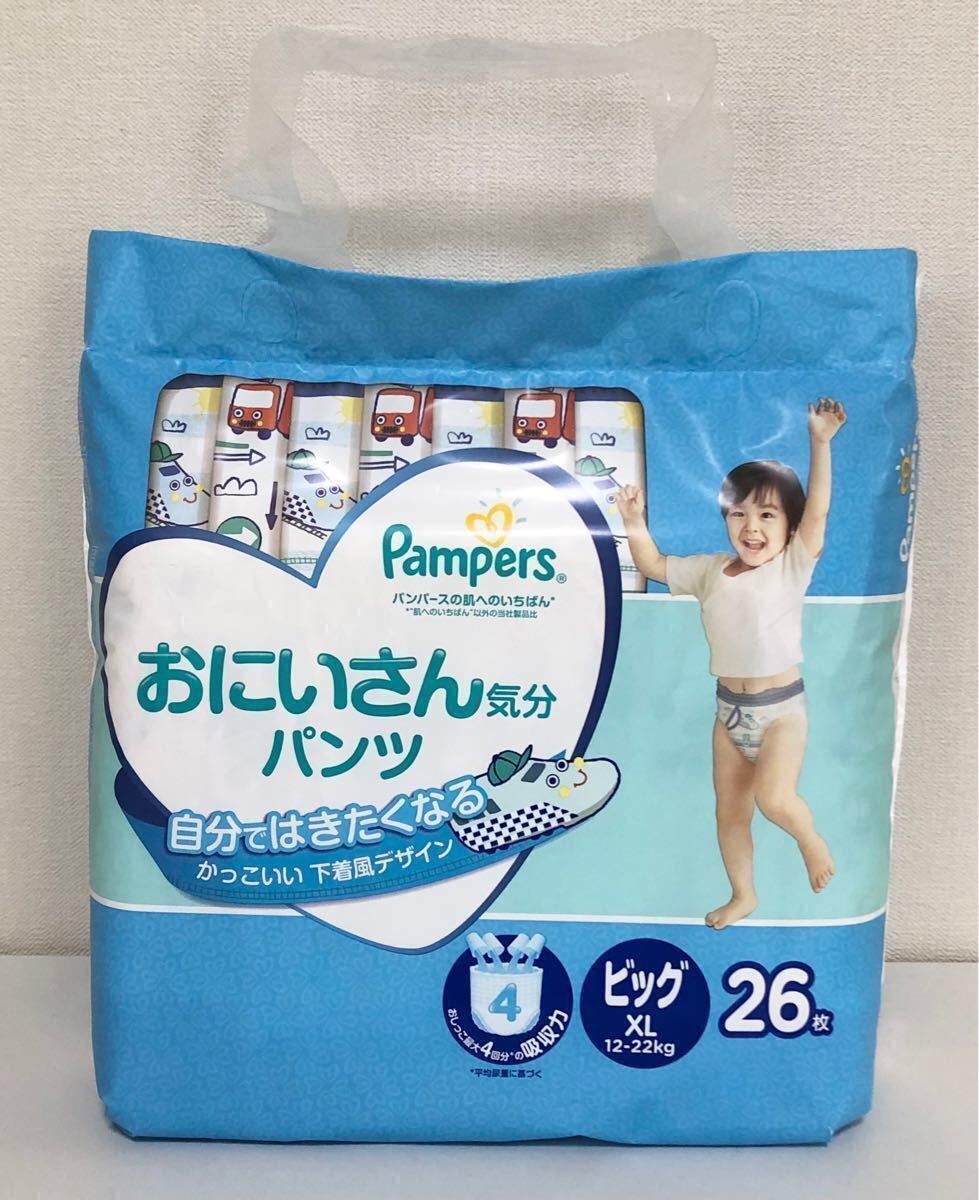 Pampers®
パンパースの肌へのいちばん*
*"肌へのいちばん"以外の当社製品比
おにいさん気分
パンツ
自分ではきたくなる
かっこいい 下着風デザイン
4
おしっこ最大4回分*の吸収力
*平均尿量に基づく
ビッグ
XL
12-22kg
26枚